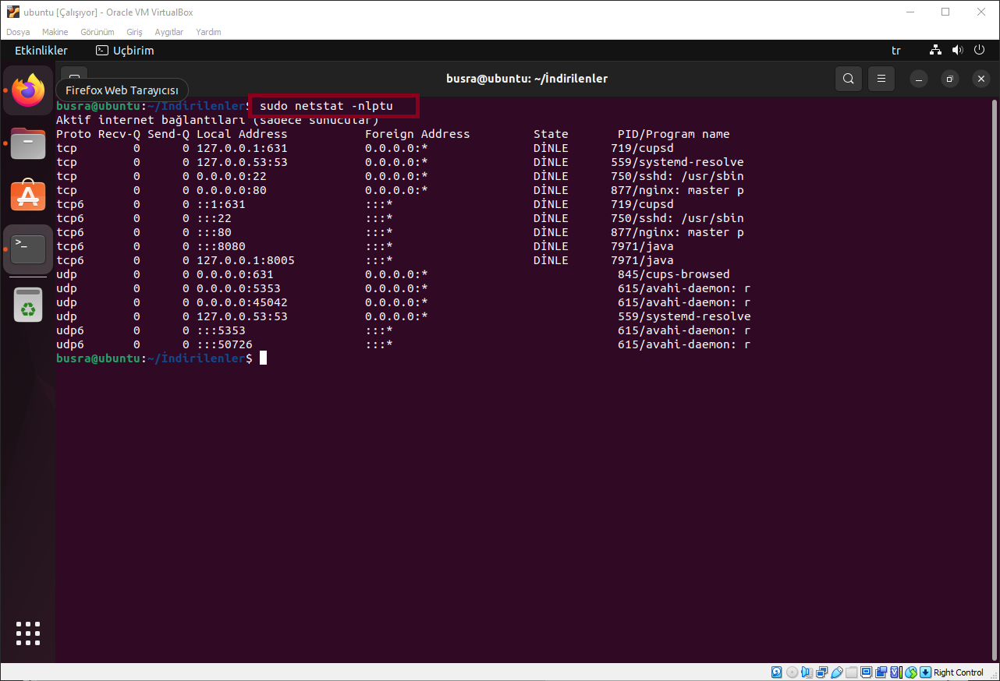 ubuntu [Çalışıyor] - Oracle VM VirtualBox
Dosya Makine Görünüm Giriş Aygıtlar Yardım
Etkinlikler Uçbirim tr
busra@ubuntu: ~/İndirilenler
Firefox Web Tarayıcısı
busra@ubuntu:~/İndirilenler$ sudo netstat -nlptu
Aktif internet bağlantıları (sadece sunucular)
Proto Recv-Q Send-Q Local Address Foreign Address State PID/Program name
tcp 0 0 127.0.0.1:631 0.0.0.0:* DİNLE 719/cupsd
tcp 0 0 127.0.0.53:53 0.0.0.0:* DİNLE 559/systemd-resolve
tcp 0 0 0.0.0.0:22 0.0.0.0:* DİNLE 750/sshd: /usr/sbin
tcp 0 0 0.0.0.0:80 0.0.0.0:* DİNLE 877/nginx: master p
tcp6 0 0 ::1:631 :::* DİNLE 719/cupsd
tcp6 0 0 :::22 :::* DİNLE 750/sshd: /usr/sbin
tcp6 0 0 :::80 :::* DİNLE 877/nginx: master p
tcp6 0 0 :::8080 :::* DİNLE 7971/java
tcp6 0 0 127.0.0.1:8005 :::* DİNLE 7971/java
udp 0 0 0.0.0.0:631 0.0.0.0:* 845/cups-browsed
udp 0 0 0.0.0.0:5353 0.0.0.0:* 615/avahi-daemon: r
udp 0 0 0.0.0.0:45042 0.0.0.0:* 615/avahi-daemon: r
udp 0 0 127.0.0.53:53 0.0.0.0:* 559/systemd-resolve
udp6 0 0 :::5353 :::* 615/avahi-daemon: r
udp6 0 0 :::50726 :::* 615/avahi-daemon: r
busra@ubuntu:~/İndirilenler$
Right Control